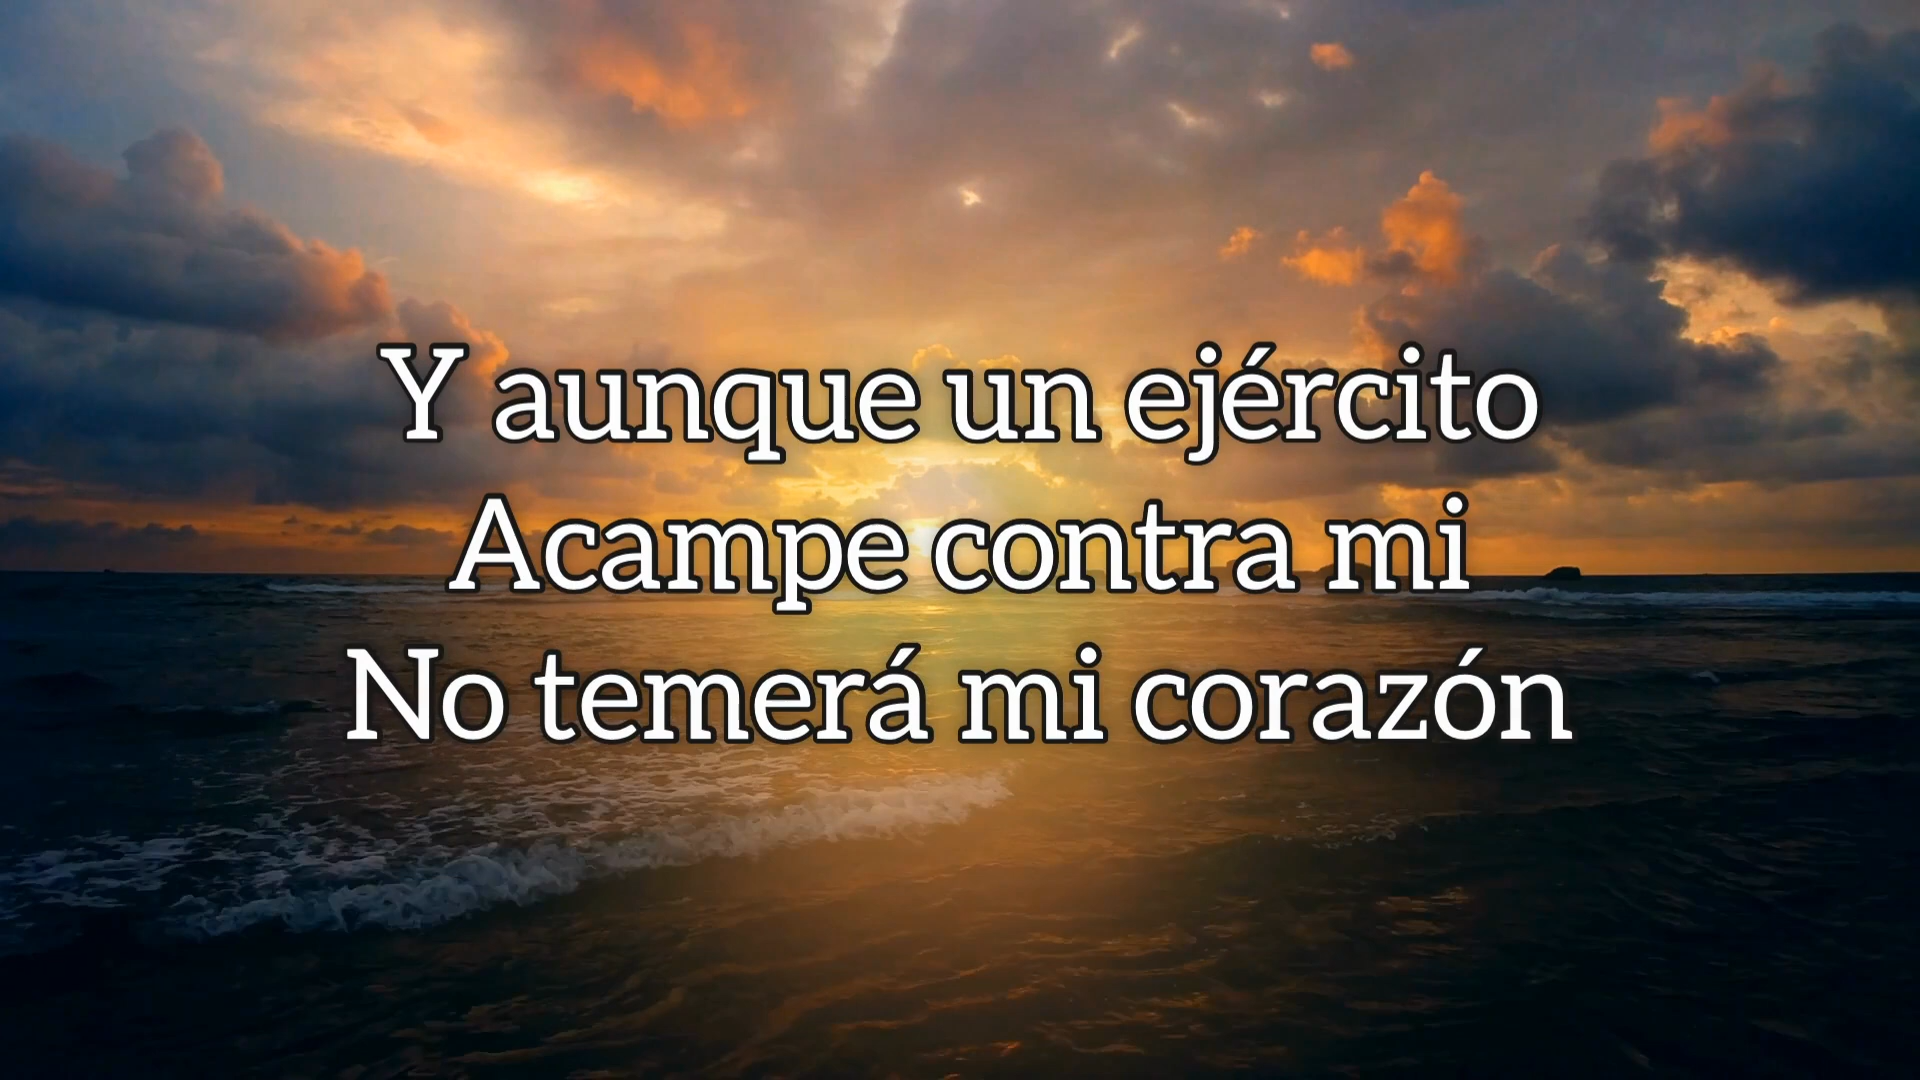 Y aunque un ejército
Acampe contra mi
No temerá mi corazón